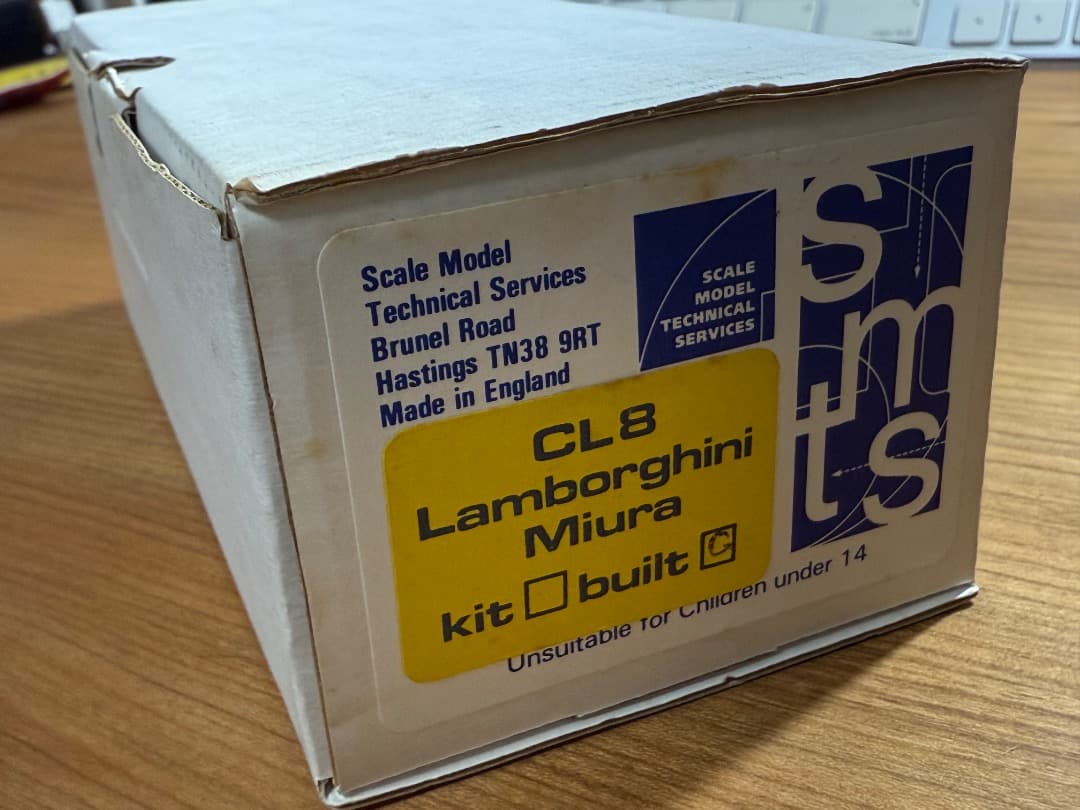 Scale Model
Technical Services
Brunel Road
Hastings TN38 9RT
Made in England
SCALE
MODEL
TECHNICAL
SERVICES
smts
CL8
Lamborghini
Miura
kit built G
Unsuitable for Children under 14